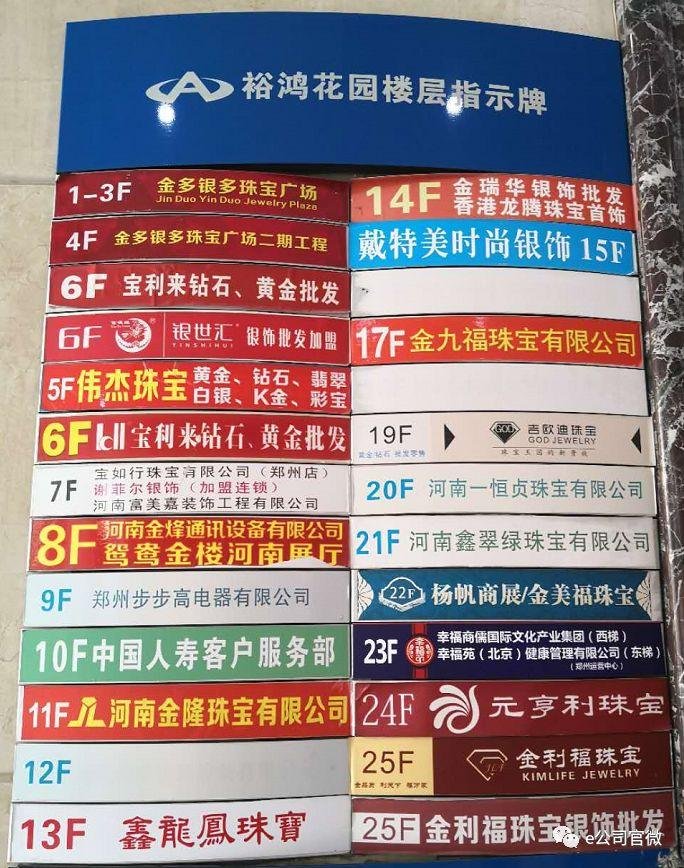 裕鸿花园楼层指示牌
1-3F 金多银多珠宝广场
Jin Duo Yin Duo Jewelry Plaza
4F 金多银多珠宝广场二期工程
6F 宝利来钻石、黄金批发
6F 银世汇 银饰批发加盟
YINSHIHUI
5F 伟杰珠宝 黄金、钻石、翡翠
白银、K金、彩宝
6F 宝利来钻石、黄金批发
7F 宝如行珠宝有限公司（郑州店）
谢菲尔银饰（加盟连锁）
河南富美嘉装饰工程有限公司
8F 河南金烽通讯设备有限公司
鸳鸯金楼河南展厅
9F 郑州步步高电器有限公司
10F 中国人寿客户服务部
11F 河南金隆珠宝有限公司
12F
13F 鑫龍鳳珠寶
14F 金瑞华银饰批发
香港龙腾珠宝首饰
戴特美时尚银饰 15F
17F 金九福珠宝有限公司
19F 吉欧迪珠宝
黄金/钻石 批发零售
GOD
GOD JEWELRY
20F 河南一恒贞珠宝有限公司
21F 河南鑫翠绿珠宝有限公司
22F 杨帆商展/金美福珠宝
23F 幸福商儒国际文化产业集团（西梯）
幸福苑（北京）健康管理有限公司（东梯）
（郑州运营中心）
24F 元亨利珠宝
25F 金利福珠宝
KIMLIFE JEWELRY
25F 金利福珠宝银饰批发
e公司官微